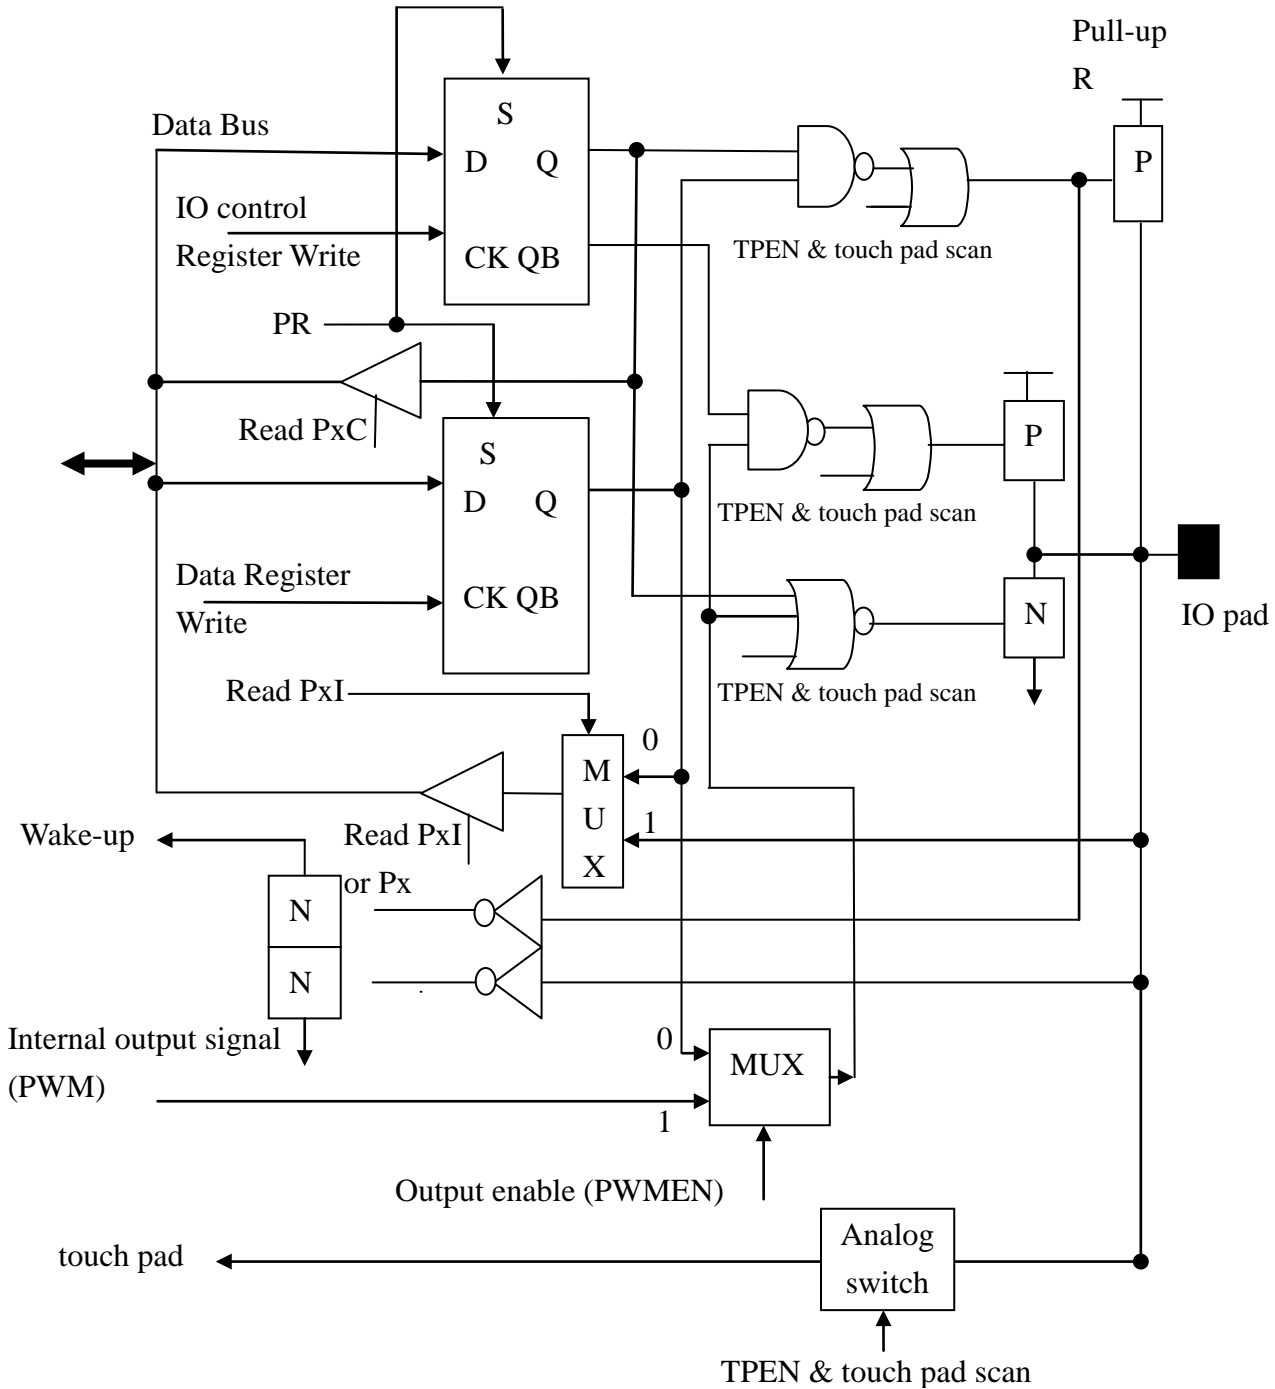 Pull-up
R
S
Data Bus
D Q
P
IO control
Register Write
CK QB
TPEN & touch pad scan
PR
Read PxC
S
P
D Q
TPEN & touch pad scan
Data Register
Write
CK QB
N
IO pad
Read PxI
TPEN & touch pad scan
0
M
U
X
1
Wake-up
Read PxI
or Px
N
N
Internal output signal
(PWM)
0
MUX
1
Output enable (PWMEN)
Analog
switch
touch pad
TPEN & touch pad scan